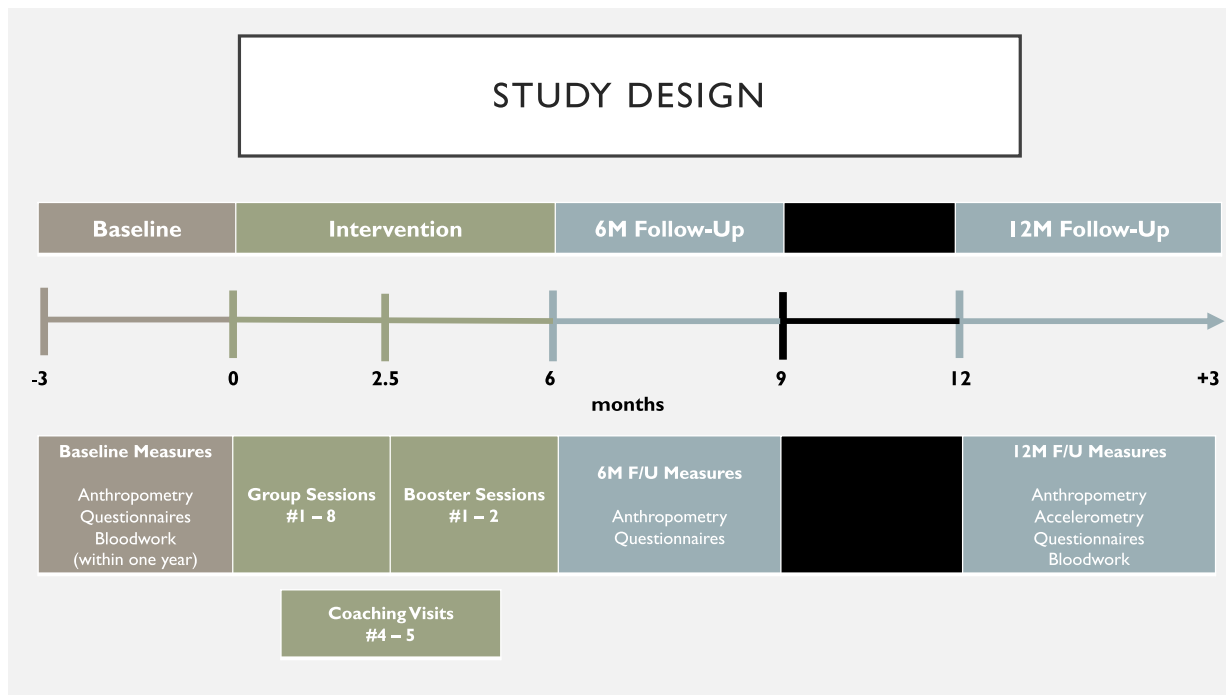 STUDY DESIGN
Baseline
Intervention
6M Follow-Up
12M Follow-Up
-3
0
2.5
6
9
12
+3
months
Baseline Measures
Anthropometry
Questionnaires
Bloodwork
(within one year)
Group Sessions
#1 – 8
Booster Sessions
#1 – 2
6M F/U Measures
Anthropometry
Questionnaires
12M F/U Measures
Anthropometry
Accelerometry
Questionnaires
Bloodwork
Coaching Visits
#4 – 5